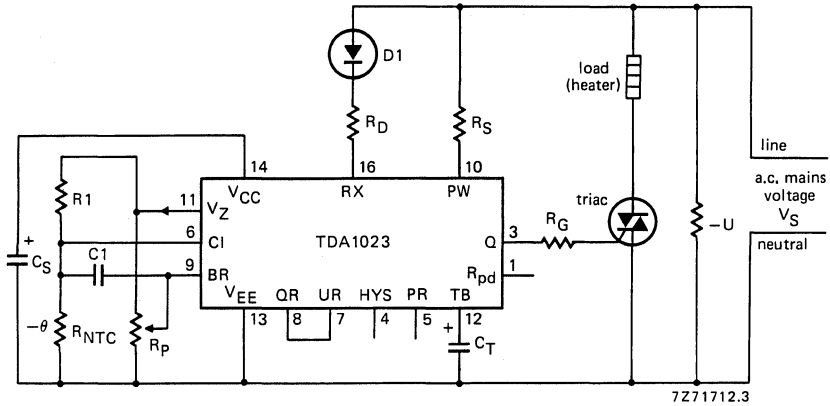 D1
load
(heater)
R_D
R_S
line
14
16
10
V_CC
RX
PW
a.c. mains
voltage
V_S
R1
11
V_Z
triac
-U
R_G
6
CI
TDA1023
Q
3
neutral
+
C_S
C1
9
BR
R_pd
1
V_EE
QR
UR
HYS
PR
TB
-θ
R_NTC
R_P
13
8
7
4
5
+
12
C_T
7Z71712.3